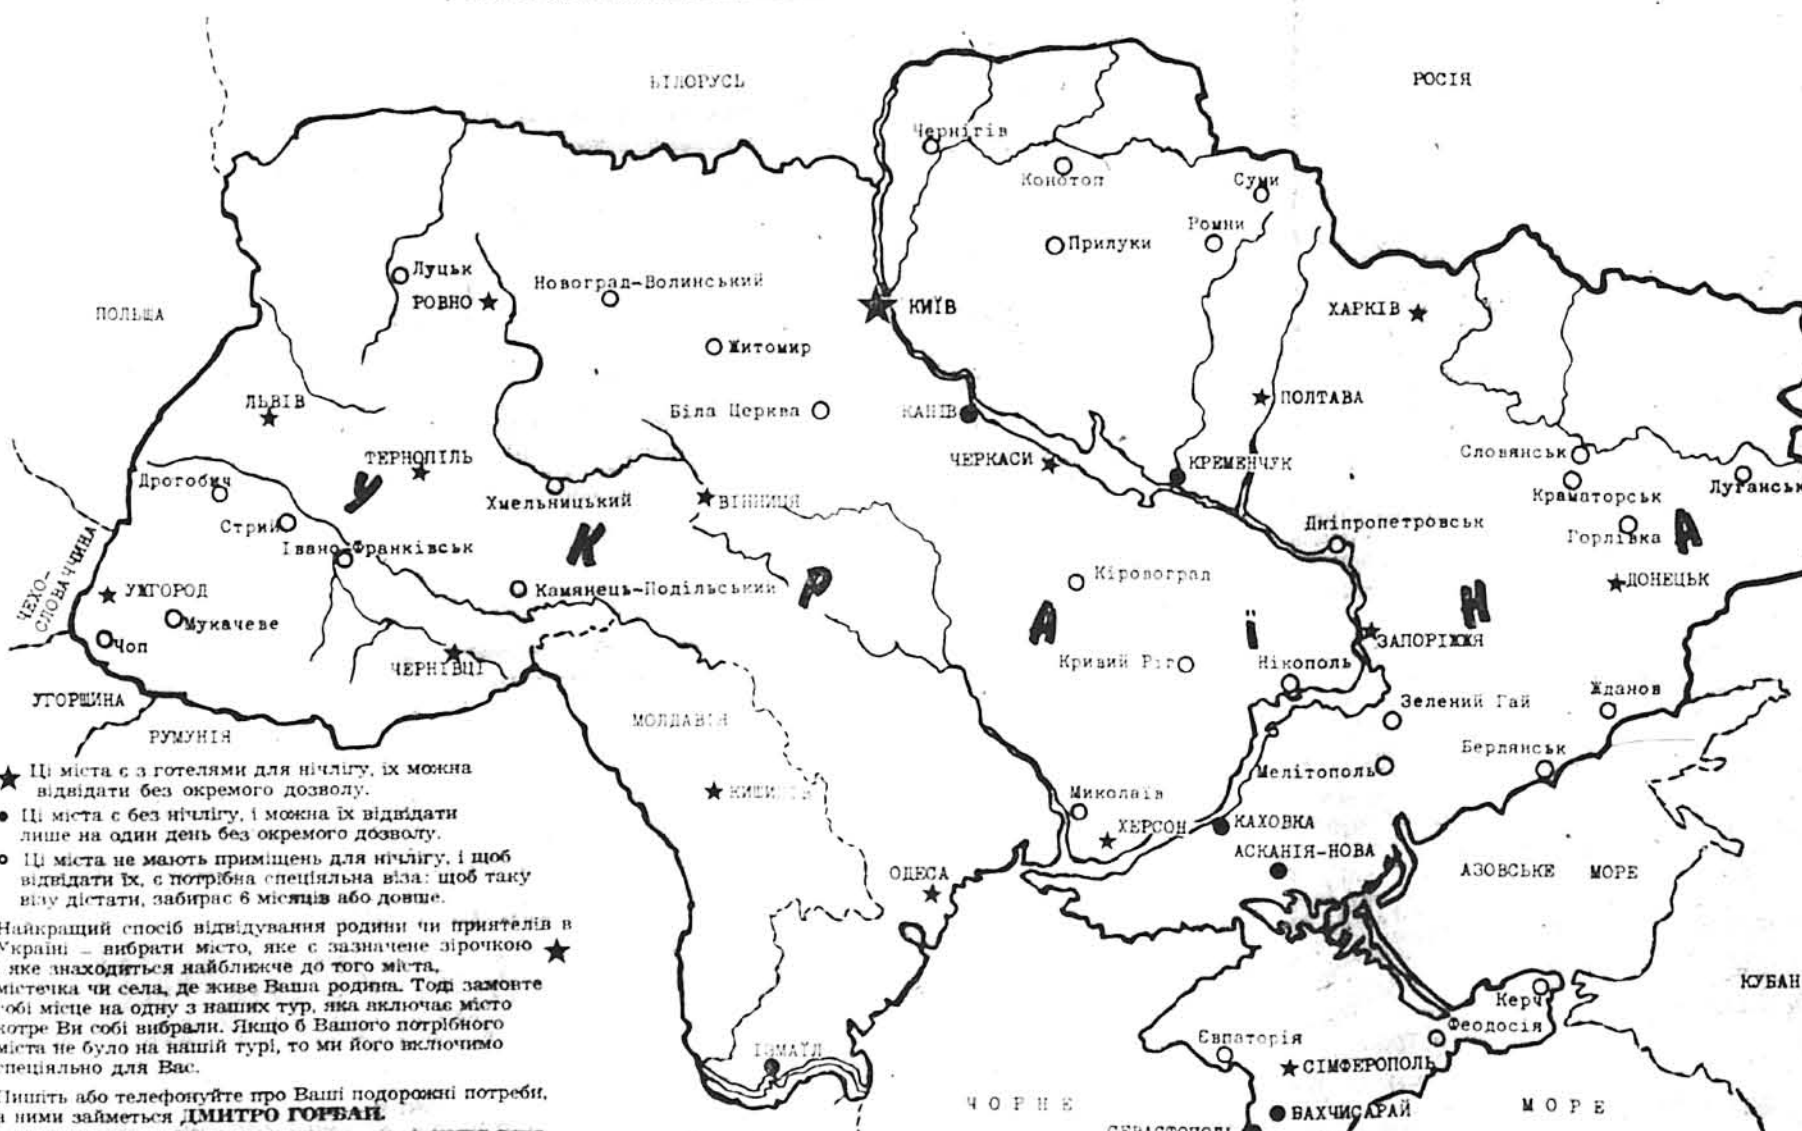 БІЛОРУСЬ
РОСІЯ
Чернігів
Конотоп
Суми
Ромни
Прилуки
Луцьк
РОВНО
Новоград-Волинський
КИЇВ
ХАРКІВ
ПОЛЬЩА
Житомир
ЛЬВІВ
Біла Церква
КАНІВ
ПОЛТАВА
ТЕРНОПІЛЬ
ЧЕРКАСИ
КРЕМЕНЧУК
Словянськ
Дрогобич
Хмельницький
ВІННИЦЯ
Краматорськ
Луганськ
Стрий
Дніпропетровськ
Горлівка
Івано-Франківськ
У К Р А Ї Н А
ЧЕХО-
СЛОВАЧЧИНА
УЖГОРОД
Камянець-Подільський
Кіровоград
ДОНЕЦЬК
Мукачеве
Чоп
ЧЕРНІВЦІ
Кривий Ріг
Нікополь
ЗАПОРІЖЖЯ
УГОРЩИНА
РУМУНІЯ
МОЛДАВІЯ
Зелений Гай
Жданов
Берлянськ
Мелітополь
КИШИНІВ
Миколаїв
ХЕРСОН
КАХОВКА
АСКАНІЯ-НОВА
ОДЕСА
АЗОВСЬКЕ МОРЕ
КУБАН
Керч
Феодосія
Євпаторія
СІМФЕРОПОЛЬ
ІЗМАЇЛ
ЧОРНЕ МОРЕ
БАХЧИСАРАЙ
Ці міста є з готелями для нічлігу, їх можна
відвідати без окремого дозволу.
Ці міста є без нічлігу, і можна їх відвідати
лише на один день без окремого дозволу.
Ці міста не мають приміщень для нічлігу, і щоб
відвідати їх, є потрібна спеціяльна віза: щоб таку
візу дістати, забирає 6 місяців або довше.
Найкращий спосіб відвідування родини чи приятелів в
Україні – вибрати місто, яке є зазначене зірочкою
яке знаходиться найближче до того міста,
містечка чи села, де живе Ваша родина. Тоді замовте
собі місце на одну з наших тур, яка включає місто
котре Ви собі вибрали. Якщо б Вашого потрібного
міста не було на нашій турі, то ми його включимо
спеціяльно для Вас.
Пишіть або телефонуйте про Ваші подорожні потреби,
а ними займеться ДМИТРО ГОРБАП.